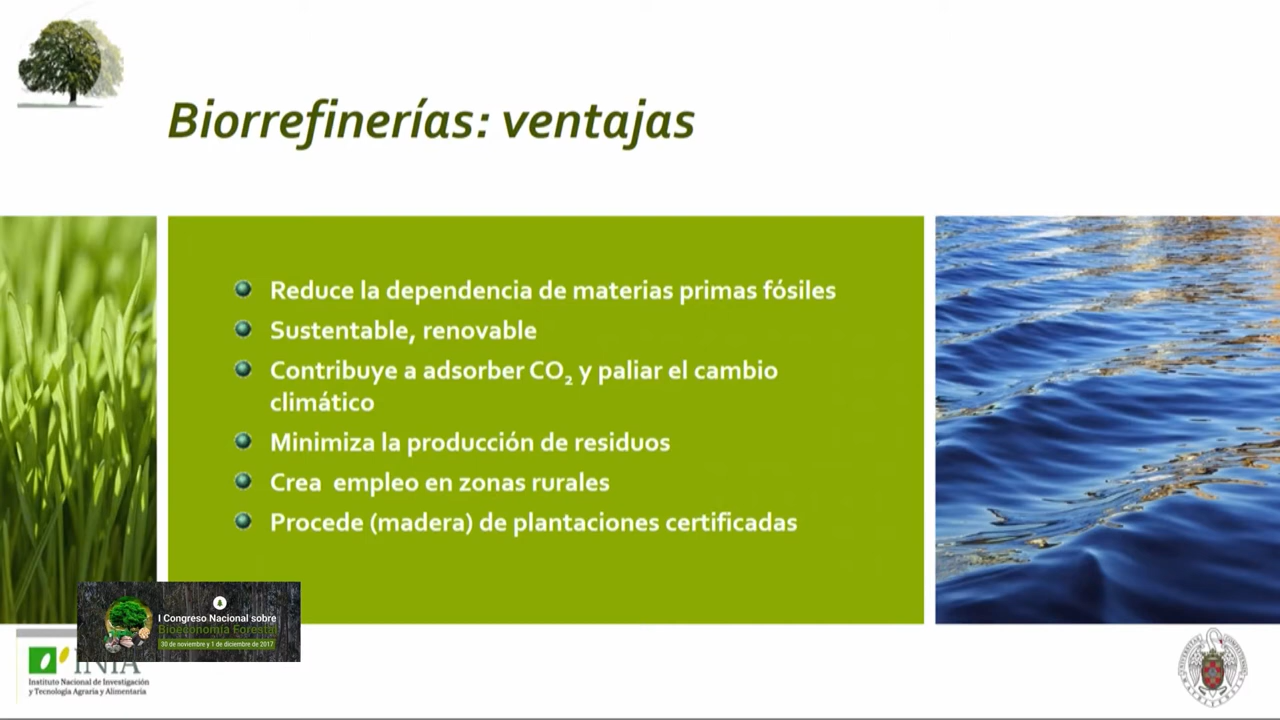 Biorrefinerías: ventajas
Reduce la dependencia de materias primas fósiles
Sustentable, renovable
Contribuye a adsorber CO₂ y paliar el cambio
climático
Minimiza la producción de residuos
Crea empleo en zonas rurales
Procede (madera) de plantaciones certificadas
I Congreso Nacional sobre
Bioeconomía Forestal
30 de noviembre y 1 de diciembre de 2017
INIA
Instituto Nacional de Investigación
y Tecnología Agraria y Alimentaria